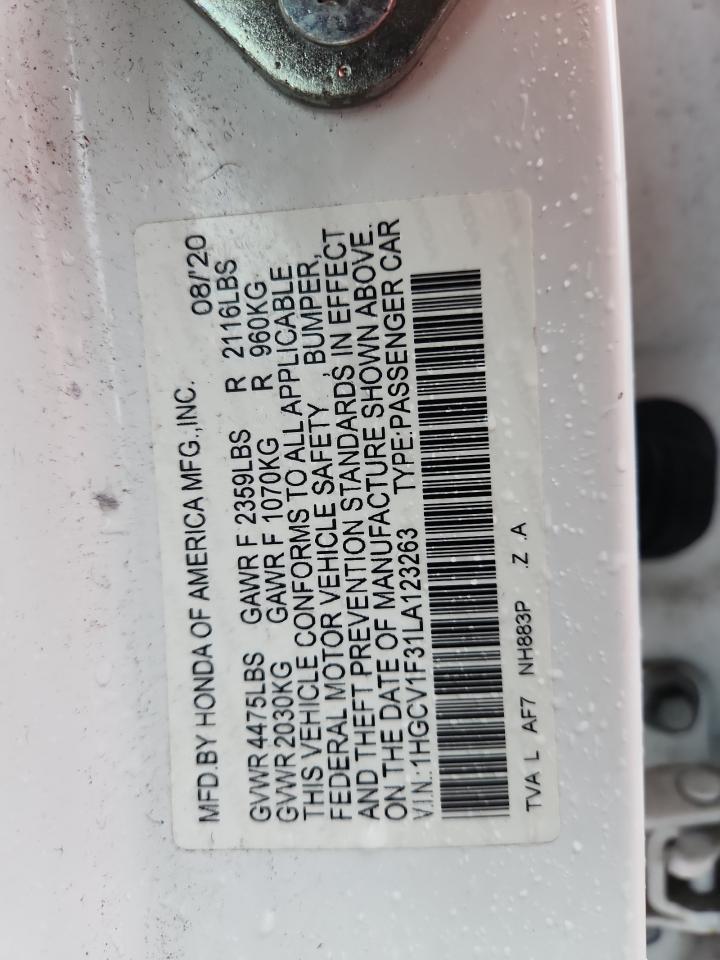 MFD.BY HONDA OF AMERICA MFG.,INC. 08/'20
GVWR 4475LBS GAWR F 2359LBS R 2116LBS
GVWR 2030KG GAWR F 1070KG R 960KG
THIS VEHICLE CONFORMS TO ALL APPLICABLE
FEDERAL MOTOR VEHICLE SAFETY , BUMPER,
AND THEFT PREVENTION STANDARDS IN EFFECT
ON THE DATE OF MANUFACTURE SHOWN ABOVE.
V.I.N.:1HGCV1F31LA123263 TYPE:PASSENGER CAR
TVA L AF7 NH883P .Z .A